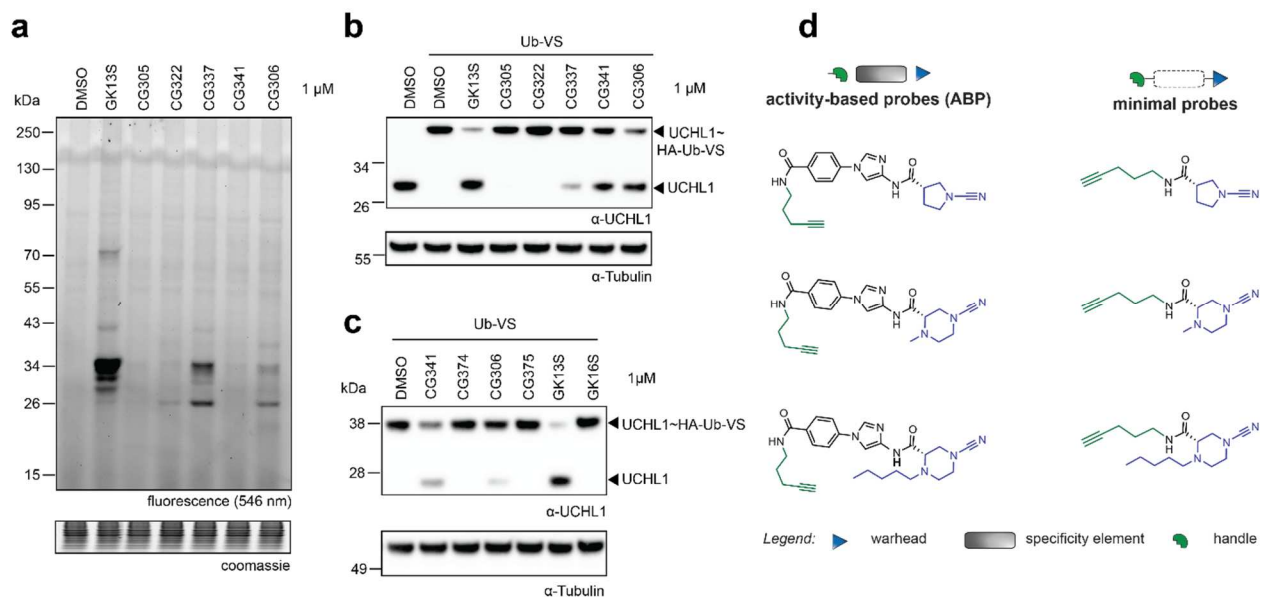 a
DMSO
GK13S
CG305
CG322
CG337
CG341
CG306
1 µM
kDa
250
130
95
70
55
43
34
26
15
fluorescence (546 nm)
coomassie
b
Ub-VS
DMSO
DMSO
GK13S
CG305
CG322
CG337
CG341
CG306
1 µM
UCHL1~
HA-Ub-VS
34
UCHL1
26
α-UCHL1
55
α-Tubulin
c
Ub-VS
DMSO
CG341
CG374
CG306
CG375
GK13S
GK16S
1µM
kDa
38
UCHL1~HA-Ub-VS
28
UCHL1
α-UCHL1
49
α-Tubulin
d
activity-based probes (ABP)
minimal probes
O
HN
N
N
O
N
H
N
N
O
N
H
N
N
O
HN
N
N
O
N
H
N
N
N
O
N
H
N
N
N
O
HN
N
N
O
N
H
N
N
N
O
N
H
N
N
N
Legend:
warhead
specificity element
handle